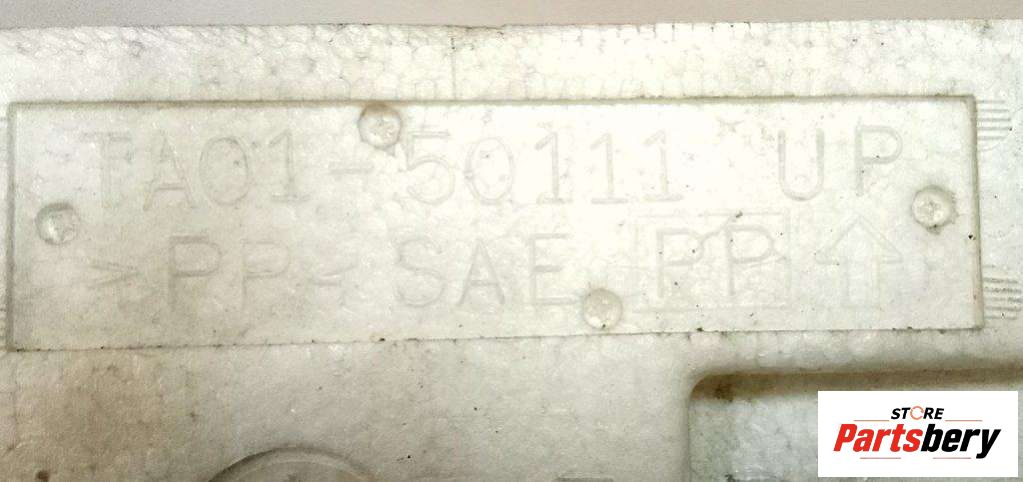 TA01-50111 UP
>PP< SAE PP
STORE
Partsbery